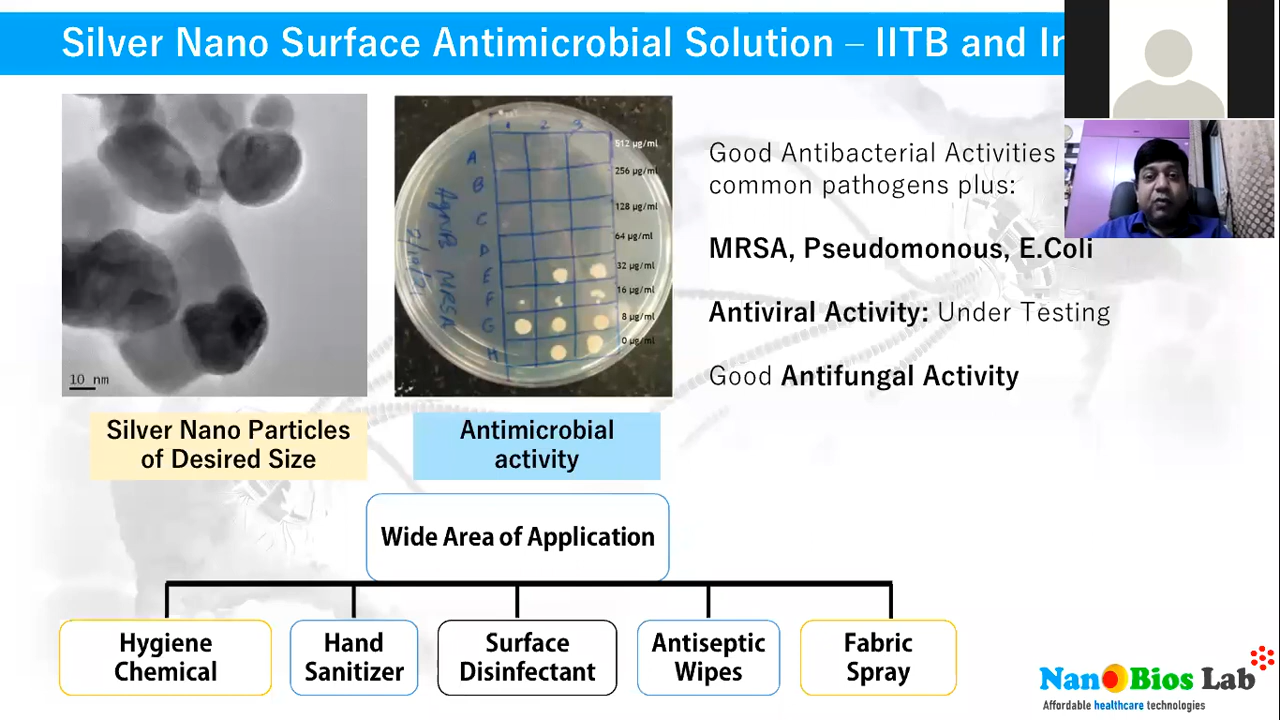 Silver Nano Surface Antimicrobial Solution – IITB and
10 nm
1 2 3
A
B
C
D
E
F
G
H
AgNP MRSA
512 µg/ml
256 µg/ml
128 µg/ml
64 µg/ml
32 µg/ml
16 µg/ml
8 µg/ml
0 µg/ml
Good Antibacterial Activities
common pathogens plus:
MRSA, Pseudomonous, E.Coli
Antiviral Activity: Under Testing
Good Antifungal Activity
Silver Nano Particles
of Desired Size
Antimicrobial
activity
Wide Area of Application
Hygiene
Chemical
Hand
Sanitizer
Surface
Disinfectant
Antiseptic
Wipes
Fabric
Spray
NanoBios Lab
Affordable healthcare technologies